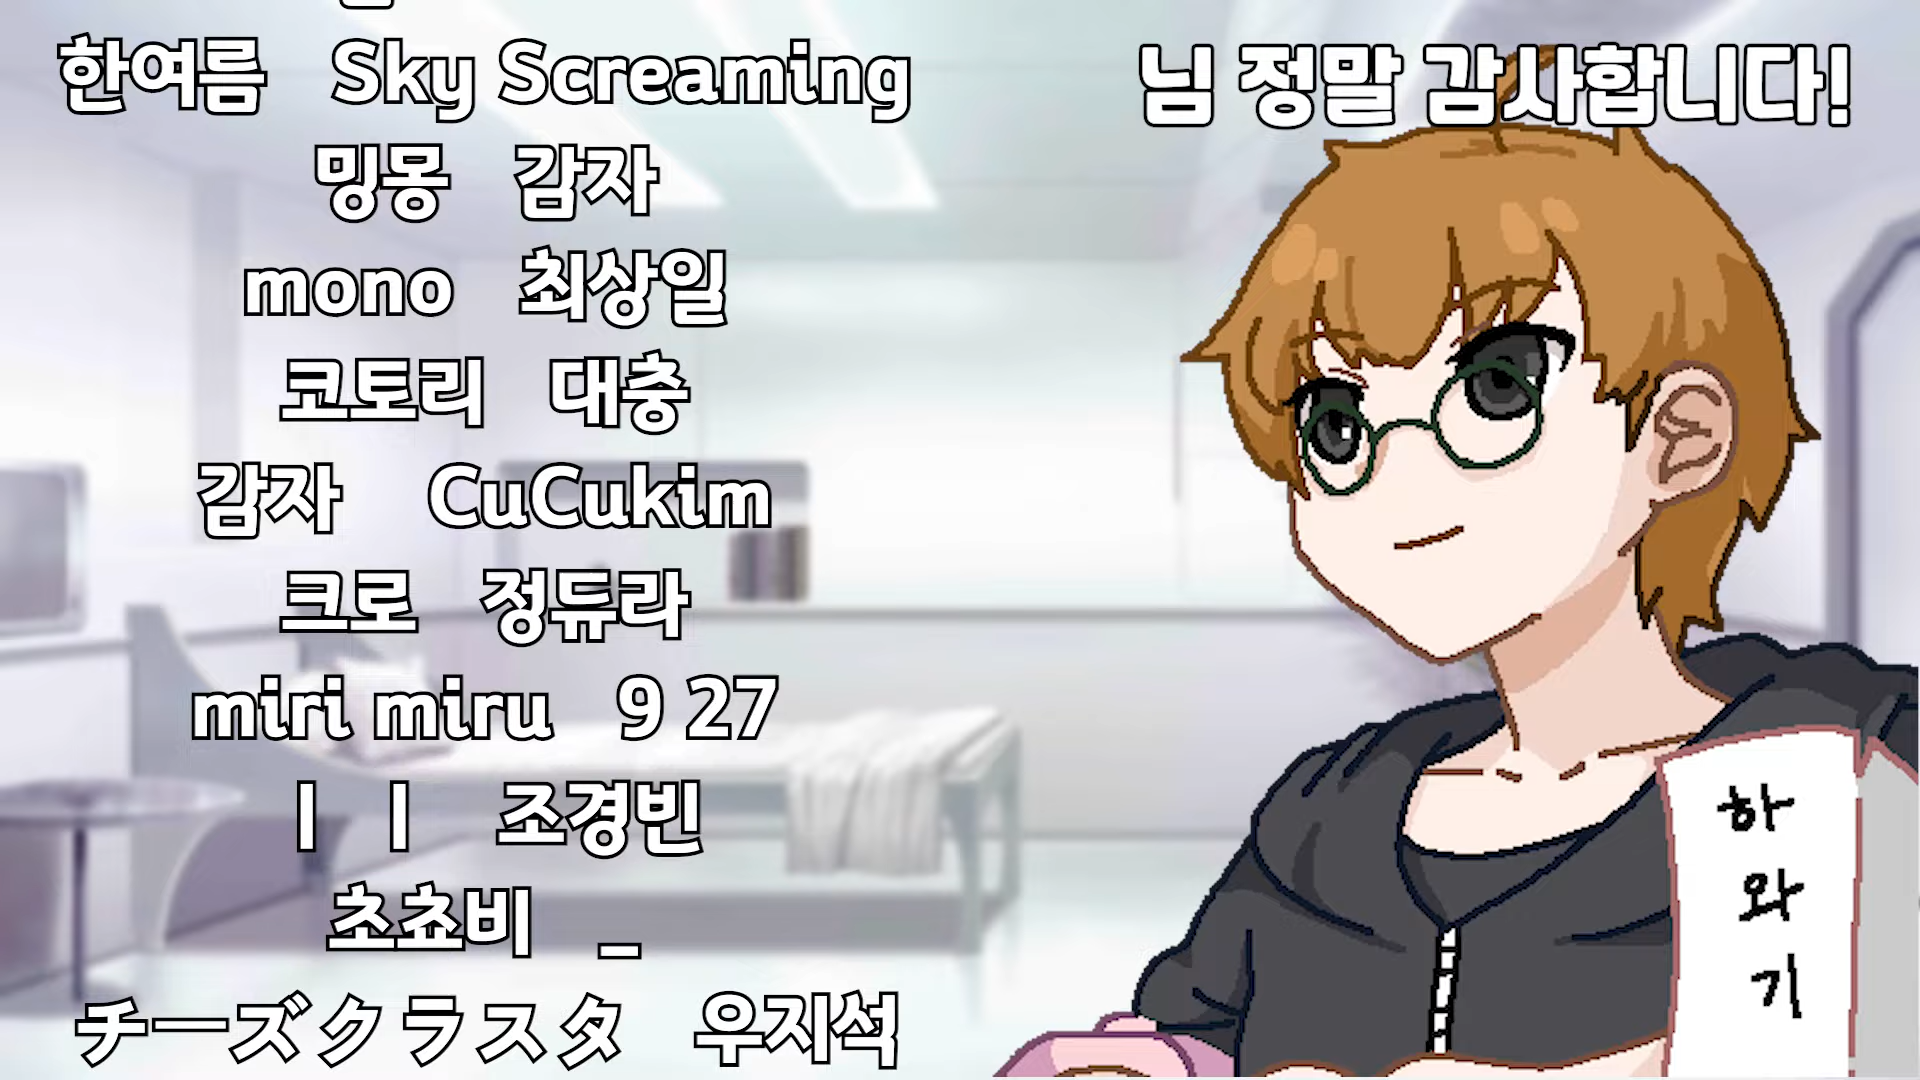 한여름 Sky Screaming
님 정말 감사합니다!
밍몽 감자
mono 최상일
코토리 대충
감자 CuCukim
크로 정듀라
miri miru 9 27
ㅣ ㅣ 조경빈
초쵸비 _
チーズクラスタ 우지석
하
와
기